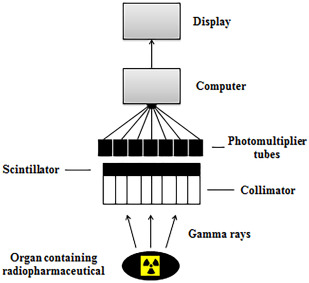 Display
Computer
Photomultiplier
tubes
Scintillator
Collimator
Gamma rays
Organ containing
radiopharmaceutical